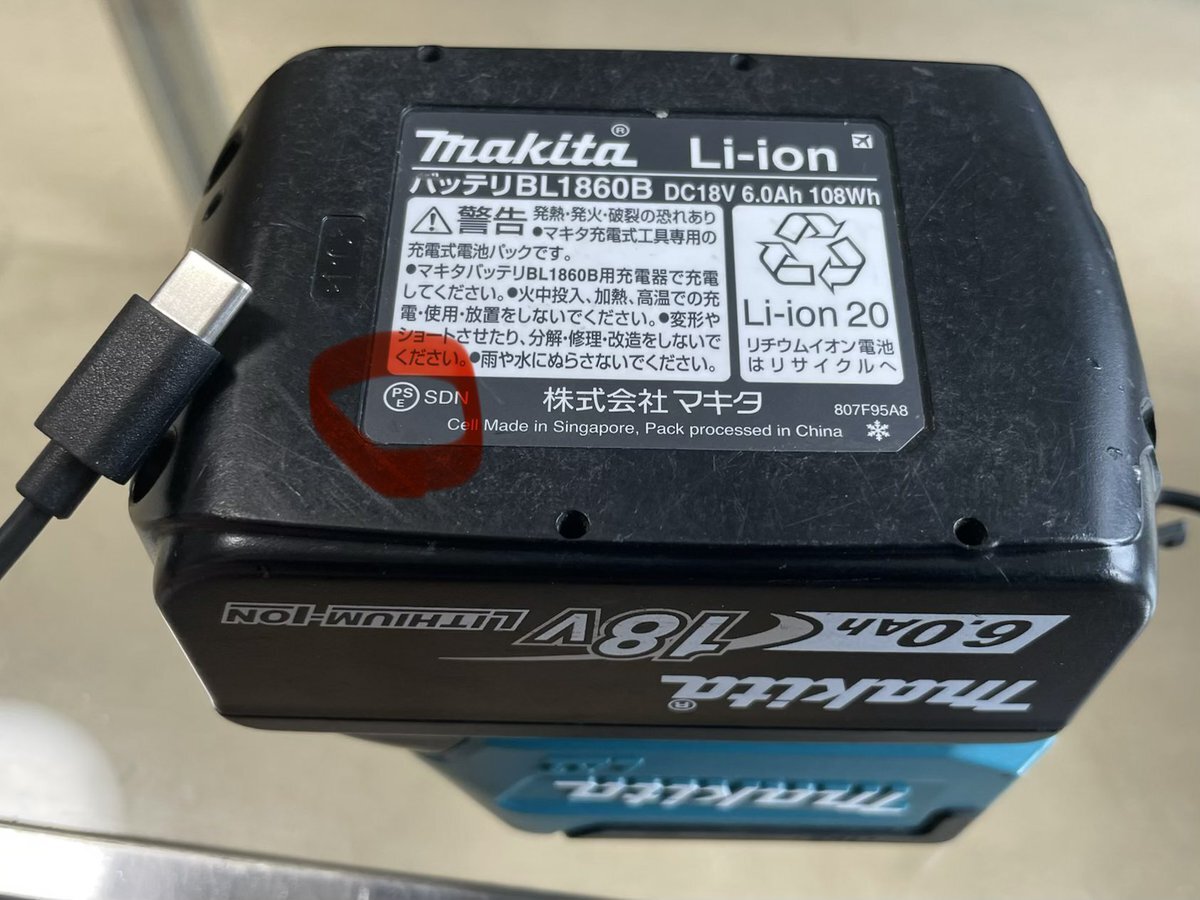 makita® Li-ion
バッテリBL1860B DC18V 6.0Ah 108Wh
警告 発熱・発火・破裂の恐れあり
●マキタ充電式工具専用の
充電式電池パックです。
●マキタバッテリBL1860B用充電器で充電
してください。●火中投入、加熱、高温での充
電・使用・放置をしないでください。●変形や
ショートさせたり、分解・修理・改造をしないで
ください。●雨や水にぬらさないでください。
Li-ion 20
リチウムイオン電池
はリサイクルへ
PS
E SDN
株式会社マキタ
807F95A8
Cell Made in Singapore, Pack processed in China
6.0Ah 18V LITHIUM-ION
makita®
makita